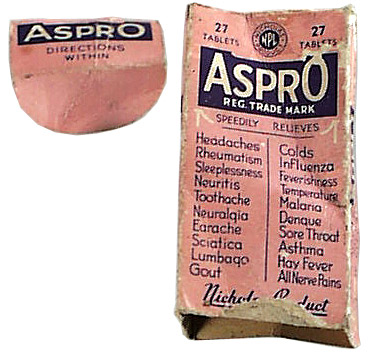 ASPRO
DIRECTIONS
WITHIN
27 NPL 27
TABLETS TABLETS
ASPRO
REG. TRADE MARK
SPEEDILY RELIEVES
Headaches
Rheumatism
Sleeplessness
Neuritis
Toothache
Neuralgia
Earache
Sciatica
Lumbago
Gout
Colds
Influenza
Feverishness
Temperature
Malaria
Dengue
Sore Throat
Asthma
Hay Fever
All Nerve Pains
Product